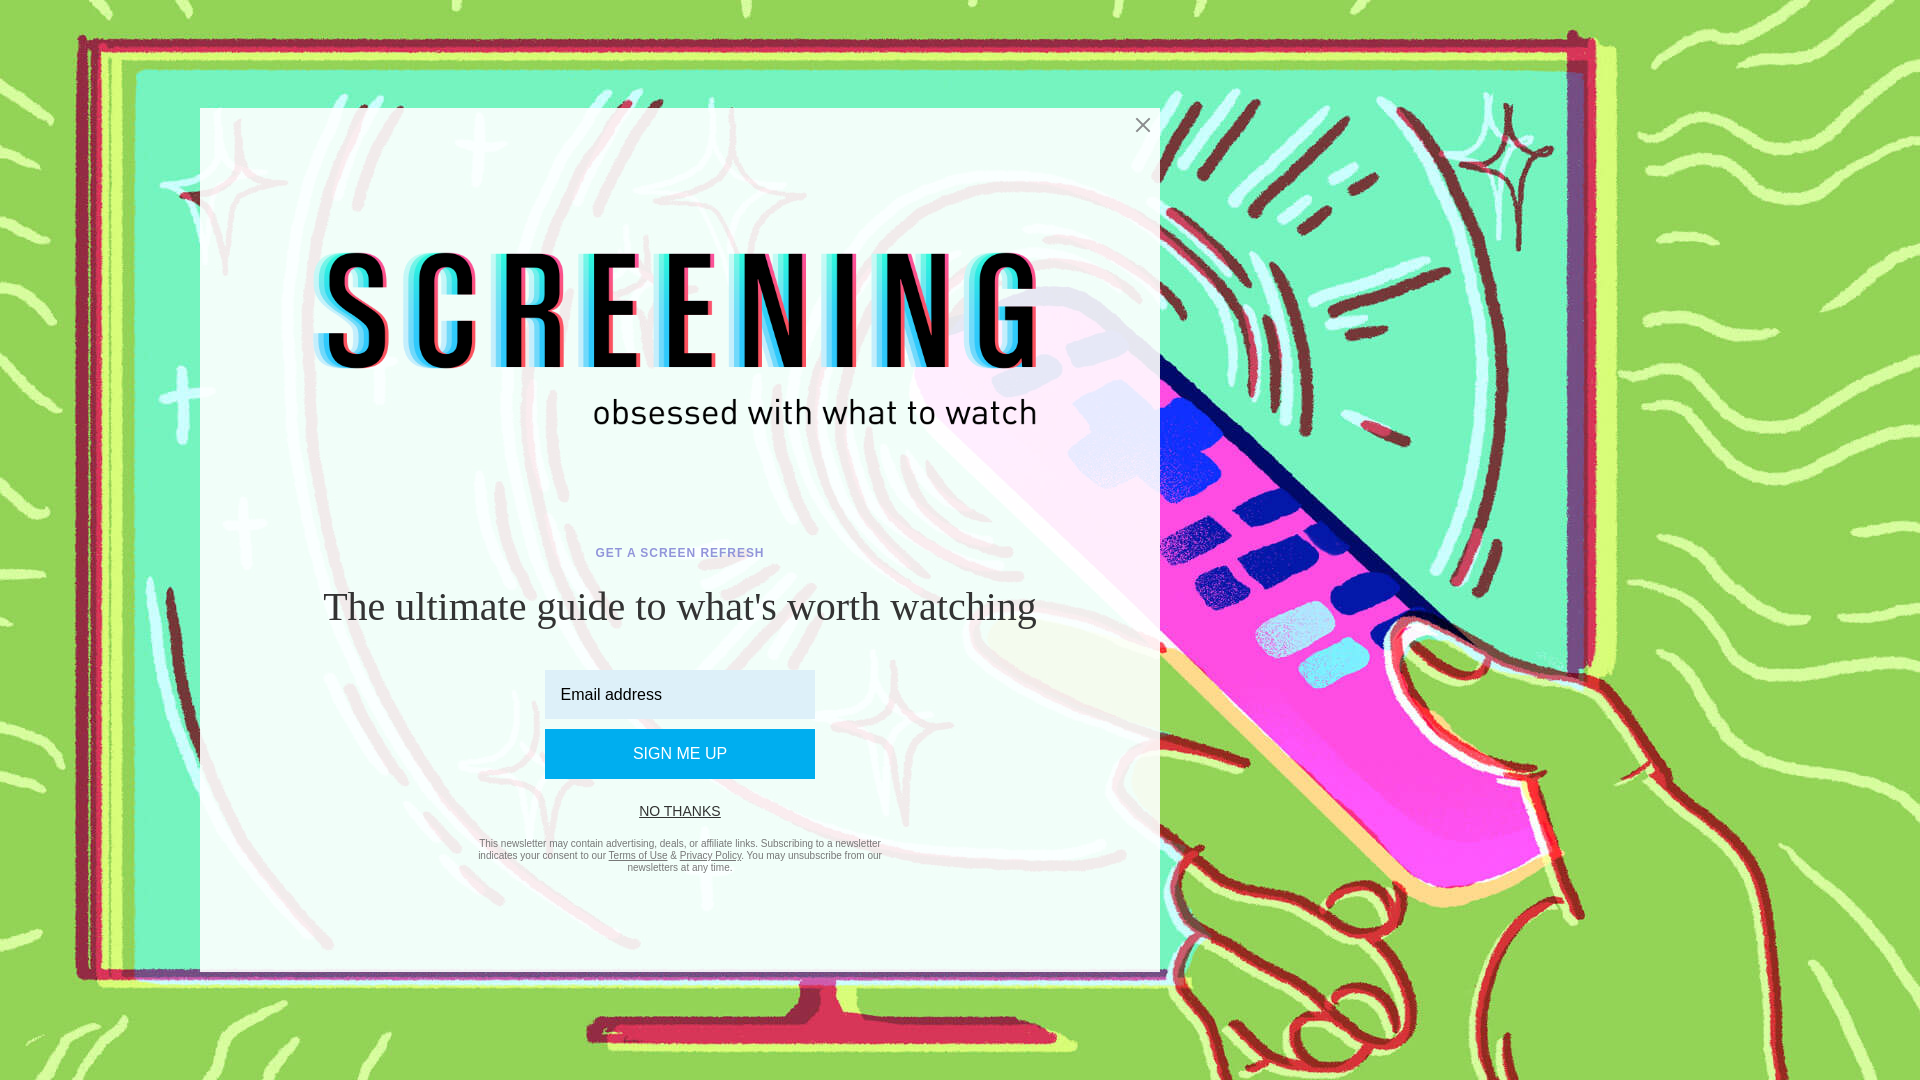 SCREENING
obsessed with what to watch
GET A SCREEN REFRESH
The ultimate guide to what's worth watching
Email address
SIGN ME UP
NO THANKS
This newsletter may contain advertising, deals, or affiliate links. Subscribing to a newsletter
indicates your consent to our Terms of Use & Privacy Policy. You may unsubscribe from our
newsletters at any time.